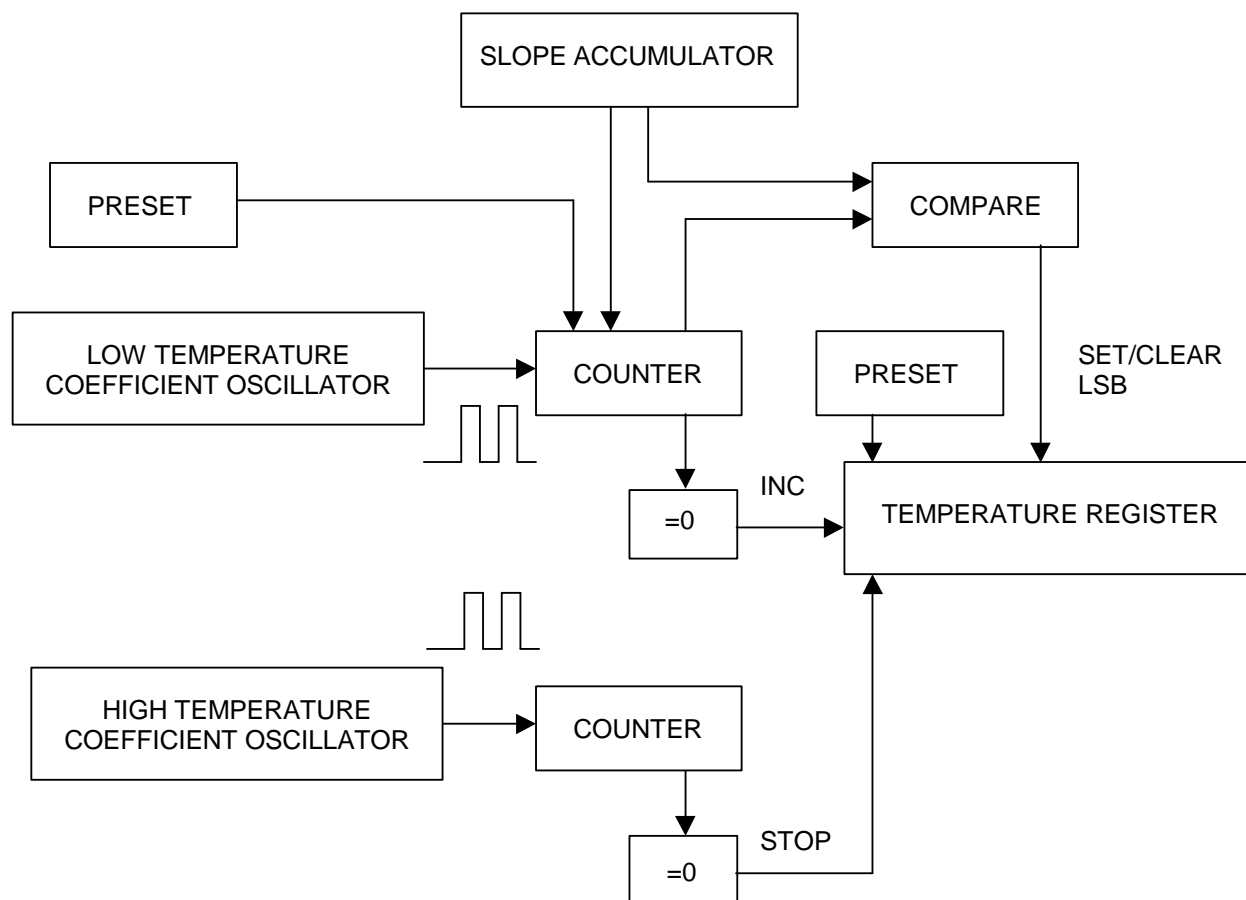 SLOPE ACCUMULATOR
PRESET
COMPARE
LOW TEMPERATURE
COEFFICIENT OSCILLATOR
COUNTER
PRESET
SET/CLEAR
LSB
=0
INC
TEMPERATURE REGISTER
HIGH TEMPERATURE
COEFFICIENT OSCILLATOR
COUNTER
=0
STOP